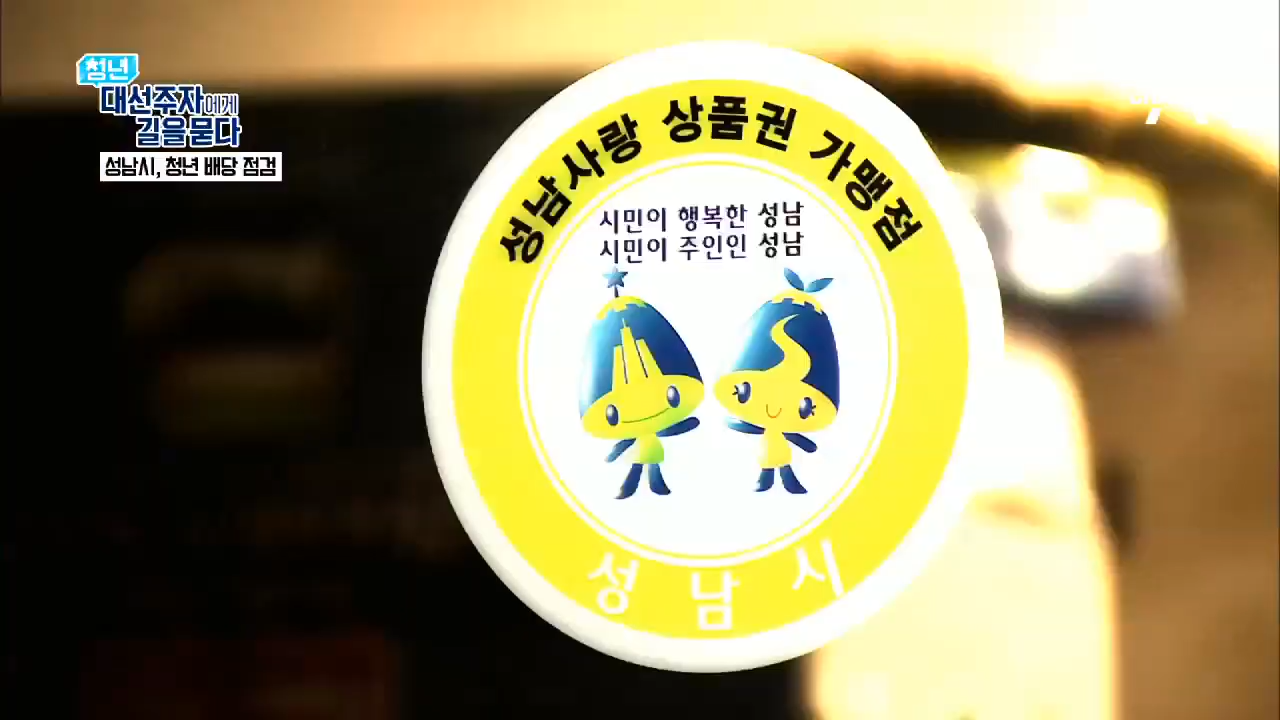 청년
대선주자에게
길을 묻다
성남시, 청년 배당 점검
성남사랑 상품권 가맹점
시민이 행복한 성남
시민이 주인인 성남
성남시